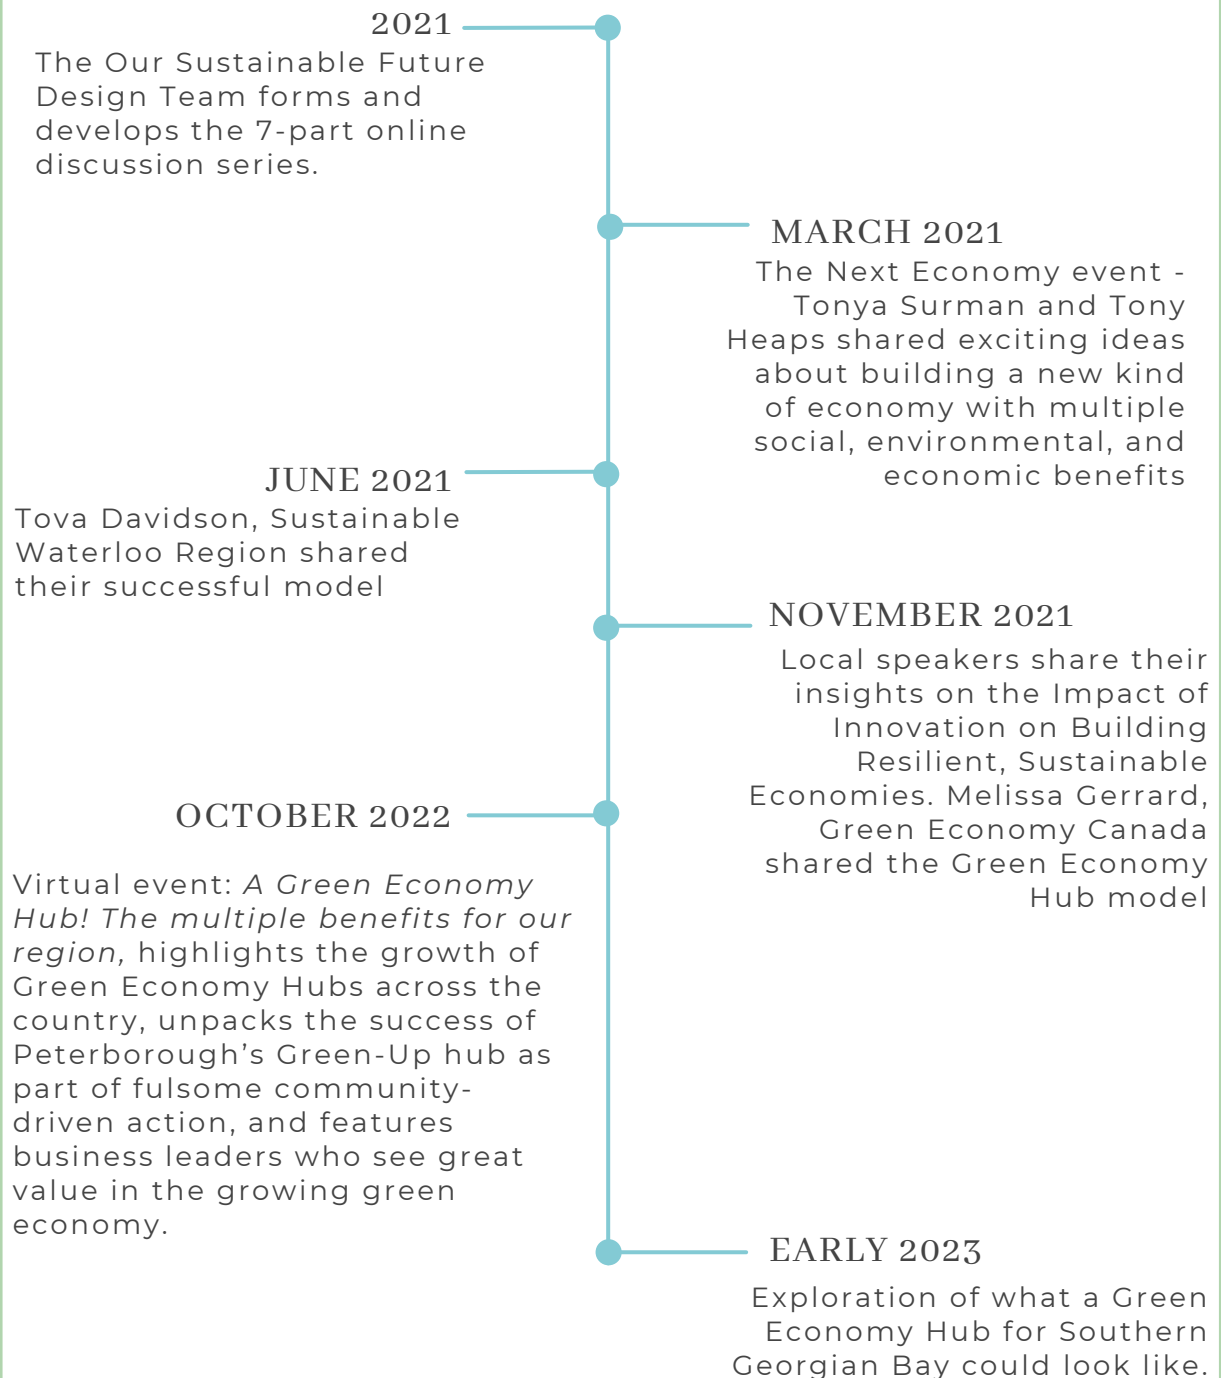 2021
The Our Sustainable Future
Design Team forms and
develops the 7-part online
discussion series.
MARCH 2021
The Next Economy event -
Tonya Surman and Tony
Heaps shared exciting ideas
about building a new kind
of economy with multiple
social, environmental, and
economic benefits
JUNE 2021
Tova Davidson, Sustainable
Waterloo Region shared
their successful model
NOVEMBER 2021
Local speakers share their
insights on the Impact of
Innovation on Building
Resilient, Sustainable
Economies. Melissa Gerrard,
Green Economy Canada
shared the Green Economy
Hub model
OCTOBER 2022
Virtual event: A Green Economy
Hub! The multiple benefits for our
region, highlights the growth of
Green Economy Hubs across the
country, unpacks the success of
Peterborough’s Green-Up hub as
part of fulsome community-
driven action, and features
business leaders who see great
value in the growing green
economy.
EARLY 2023
Exploration of what a Green
Economy Hub for Southern
Georgian Bay could look like.